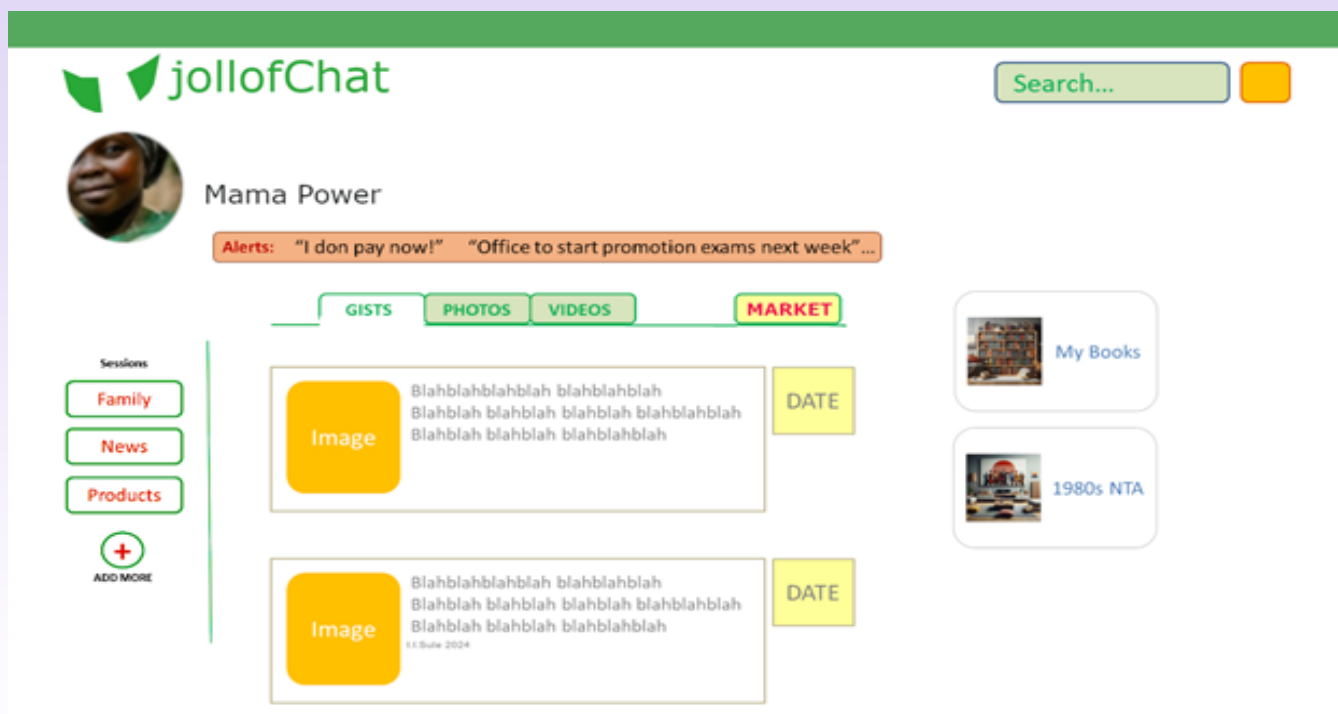 jollofChat
Search...
Mama Power
Alerts: “I don pay now!” “Office to start promotion exams next week”...
GISTS PHOTOS VIDEOS MARKET
Sessions
Family
News
Products
+
ADD MORE
Image
Blahblahblahblah blahblahblah
Blahblah blahblah blahblah blahblahblah
Blahblah blahblah blahblahblah
DATE
Image
Blahblahblahblah blahblahblah
Blahblah blahblah blahblah blahblahblah
Blahblah blahblah blahblahblah
I.I.Sule 2024
DATE
My Books
1980s NTA